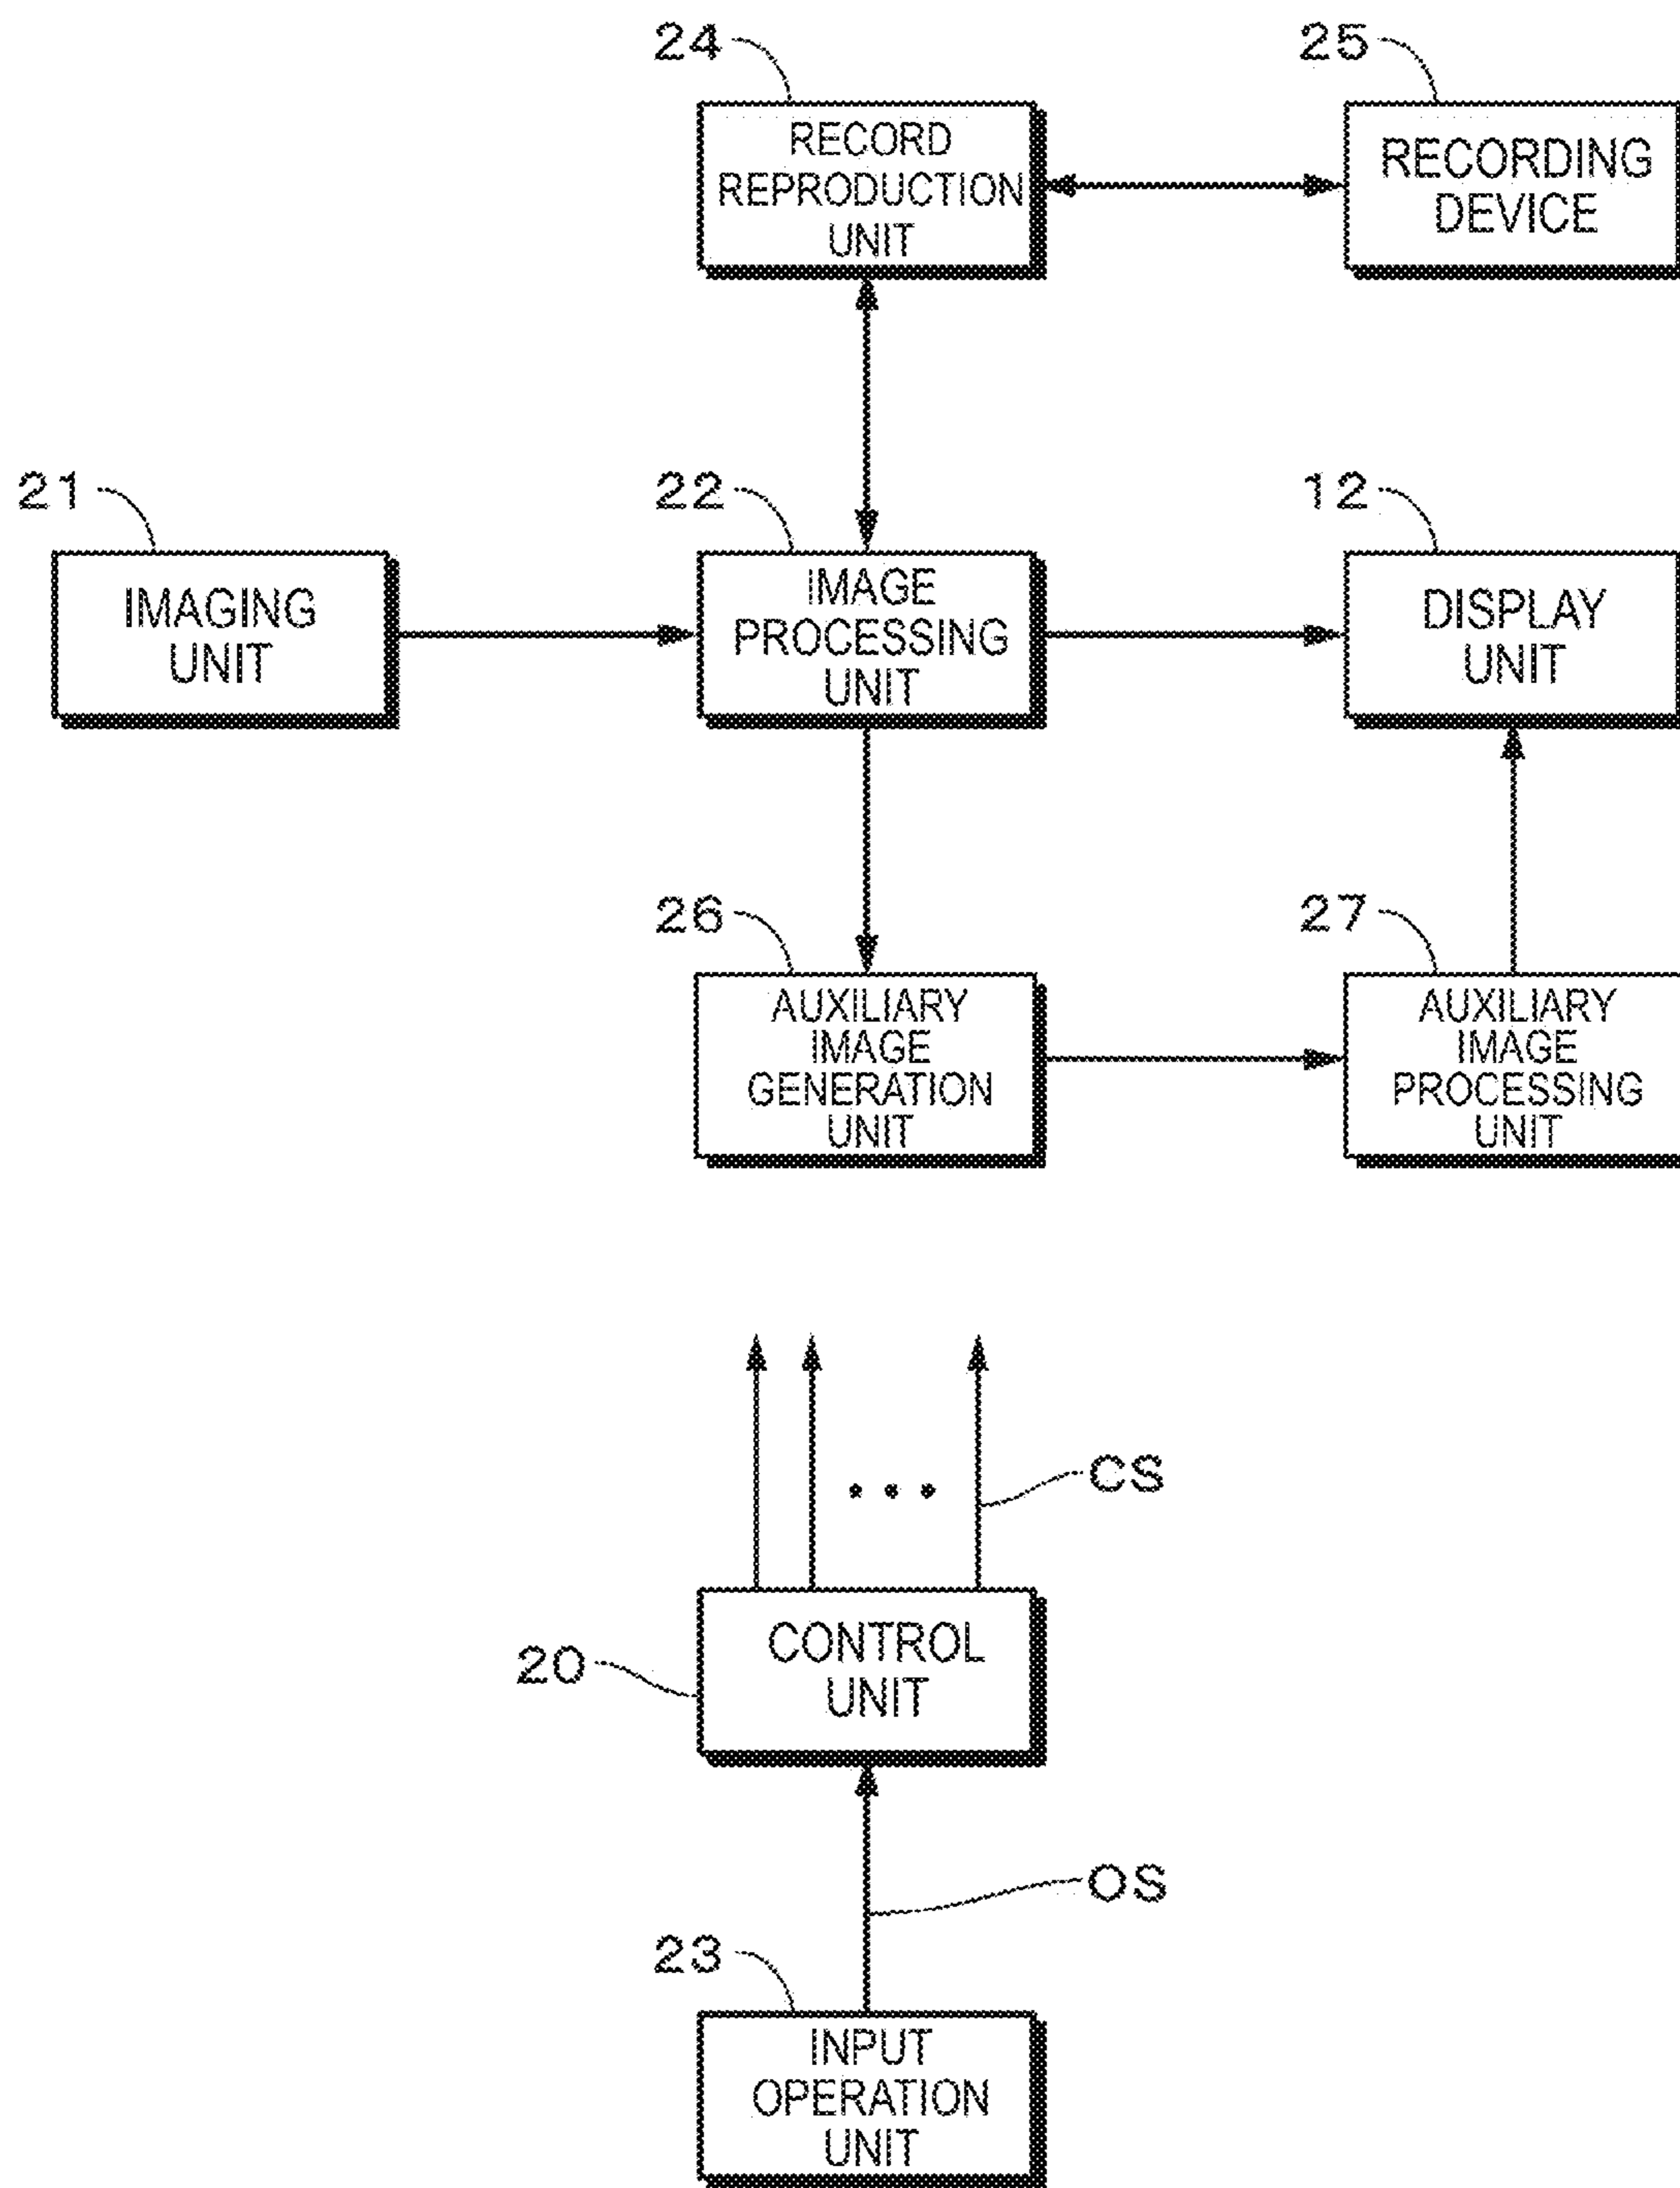 24
RECORD
REPRODUCTION
UNIT
25
RECORDING
DEVICE
21
IMAGING
UNIT
22
IMAGE
PROCESSING
UNIT
12
DISPLAY
UNIT
26
AUXILIARY
IMAGE
GENERATION
UNIT
27
AUXILIARY
IMAGE
PROCESSING
UNIT
...
CS
20
CONTROL
UNIT
OS
23
INPUT
OPERATION
UNIT